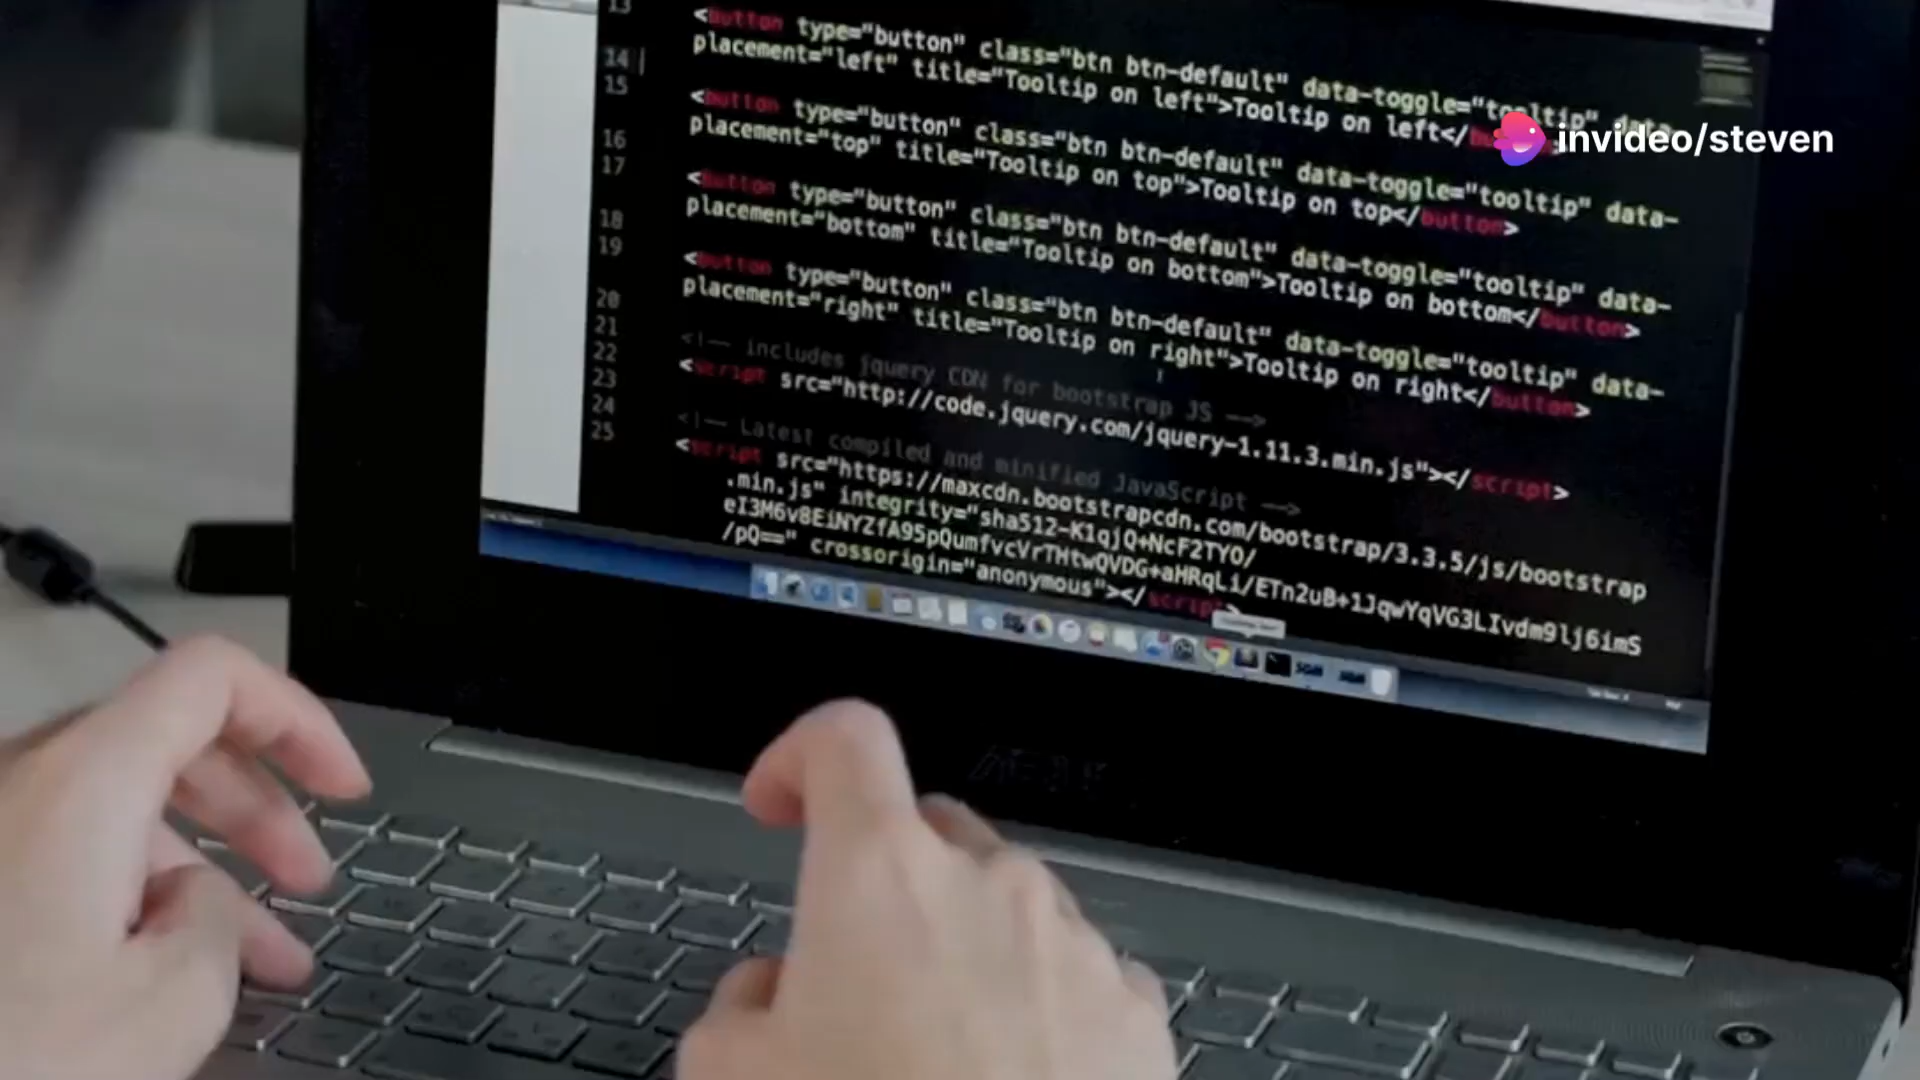 13
<button type="button" class="btn btn-default" data-toggle="tooltip" data-
14 placement="left" title="Tooltip on left">Tooltip on left</
15
<button type="button" class="btn btn-default" data-toggle="tooltip" data-
16 placement="top" title="Tooltip on top">Tooltip on top</button>
17
<button type="button" class="btn btn-default" data-toggle="tooltip" data-
18 placement="bottom" title="Tooltip on bottom">Tooltip on bottom</button>
19
<button type="button" class="btn btn-default" data-toggle="tooltip" data-
20 placement="right" title="Tooltip on right">Tooltip on right</button>
21
22 <!-- includes jquery CDN for bootstrap JS -->
23 <script src="http://code.jquery.com/jquery-1.11.3.min.js"></script>
24 <!-- Latest compiled and minified JavaScript -->
25 <script src="https://maxcdn.bootstrapcdn.com/bootstrap/3.3.5/js/bootstrap
.min.js" integrity="sha512-K1qjQ+NcF2TYO/
eI3M6v8EiNYZfA95pQumfvcVrTHtwQVDG+aHRqLi/ETn2uB+1JqwYqVG3LIvdm9lj6imS
/pQ==" crossorigin="anonymous"></script>
invideo/steven